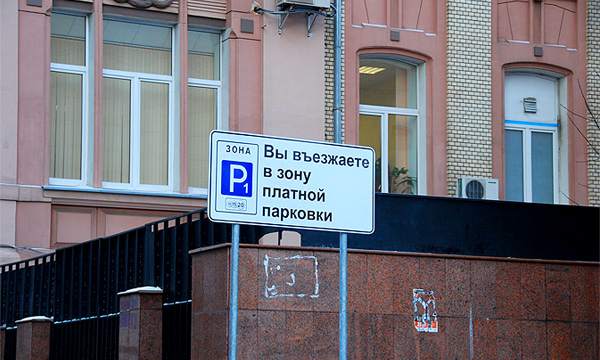 ЗОНА
P1
Вы въезжаете
в зону
платной
парковки